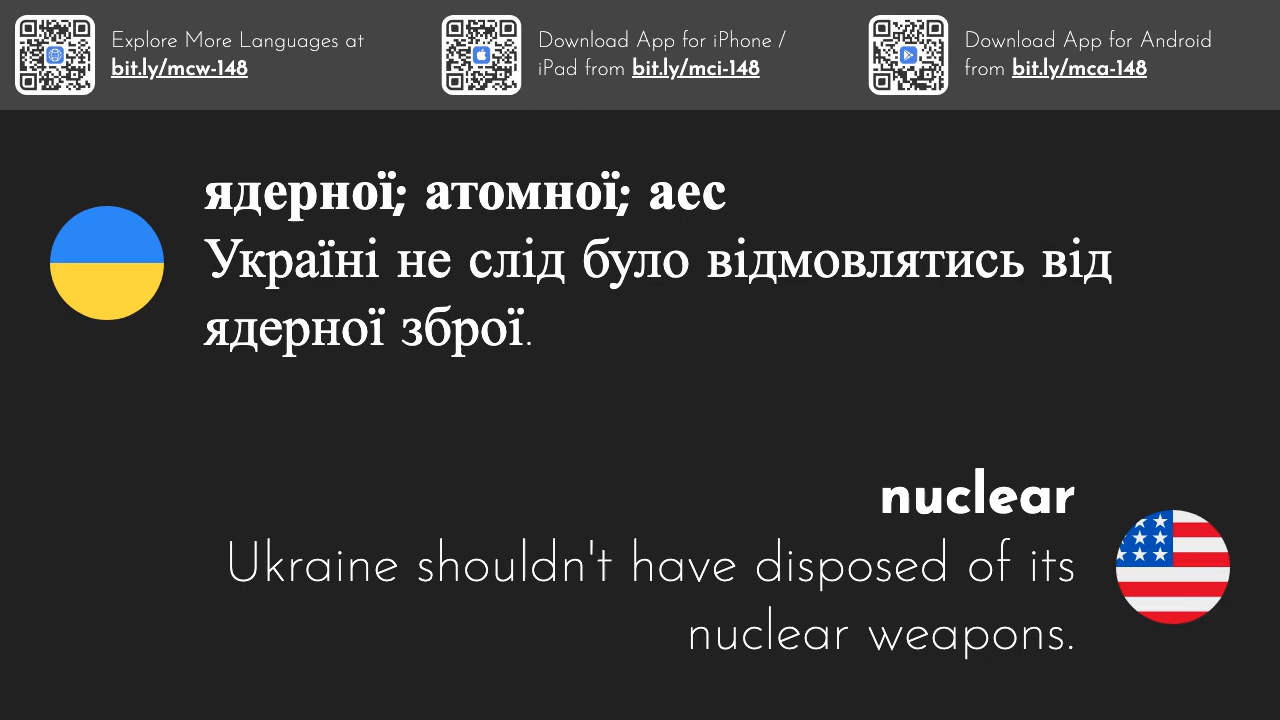 Explore More Languages at
bit.ly/mcw-148
Download App for iPhone /
iPad from bit.ly/mci-148
Download App for Android
from bit.ly/mca-148
ядерної; атомної; аес
Україні не слід було відмовлятись від
ядерної зброї.
nuclear
Ukraine shouldn't have disposed of its
nuclear weapons.